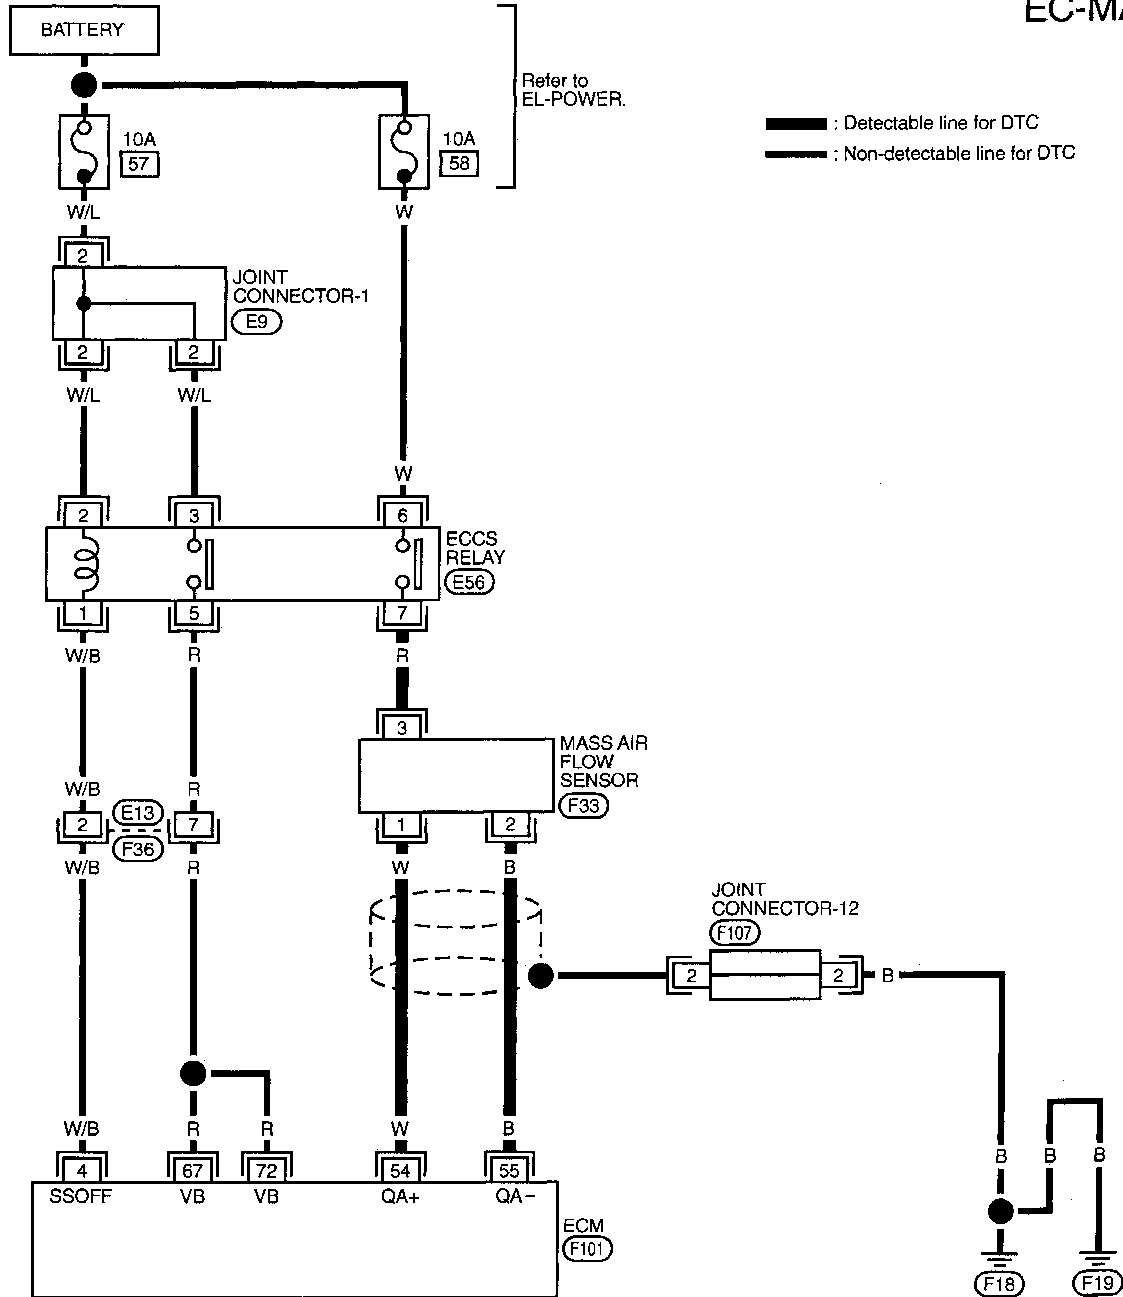 EC-MA
BATTERY
Refer to
EL-POWER.
: Detectable line for DTC
: Non-detectable line for DTC
10A
57
10A
58
W/L
W
2
JOINT
CONNECTOR-1
E9
2
2
W/L
W/L
W
2
3
6
ECCS
RELAY
E56
1
5
7
W/B
R
R
3
MASS AIR
FLOW
SENSOR
F33
W/B
R
2
E13
F36
7
1
2
W/B
R
W
B
JOINT
CONNECTOR-12
F107
2
2
B
W/B
R
R
W
B
B
B
B
4
67
72
54
55
SSOFF
VB
VB
QA+
QA-
ECM
F101
F18
F19